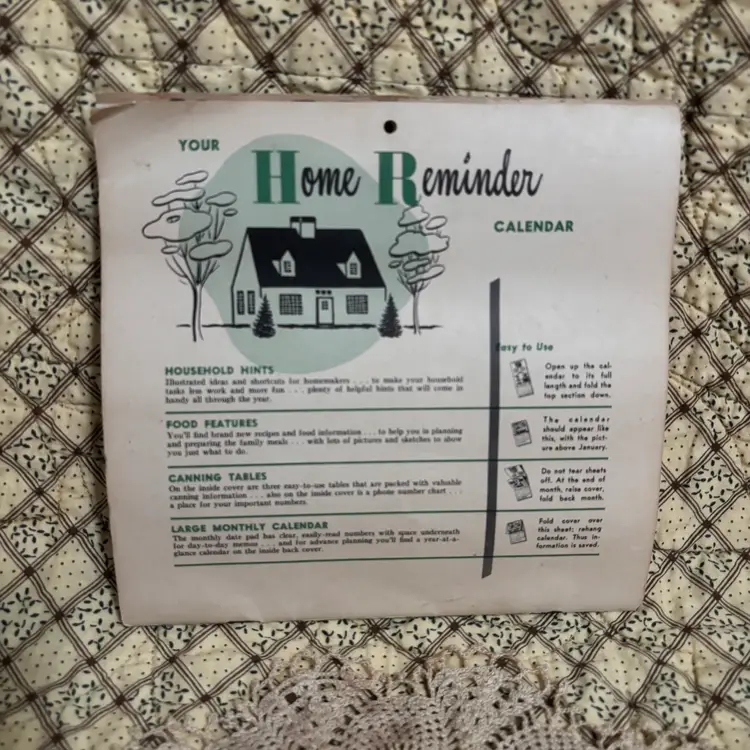 YOUR
Home Reminder
CALENDAR
HOUSEHOLD HINTS
Illustrated ideas and shortcuts for homemakers . . . to make your household
tasks less work and more fun . . . plenty of helpful hints that will come in
handy all through the year.
FOOD FEATURES
You'll find brand new recipes and food information . . . to help you in planning
and preparing the family meals . . . with lots of pictures and sketches to show
you just what to do.
CANNING TABLES
On the inside cover are three easy-to-use tables that are packed with valuable
canning information . . . also on the inside cover is a phone number chart . . .
a place for your important numbers.
LARGE MONTHLY CALENDAR
The monthly date pad has clear, easily-read numbers with space underneath
for day-to-day memos . . . and for advance planning you'll find a year-at-a-
glance calendar on the inside back cover.
Easy to Use
Open up the cal-
endar to its full
length and fold the
top section down.
The calendar
should appear like
this, with the pict-
ure above January.
Do not tear sheets
off. At the end of
month, raise cover,
fold back month.
Fold cover over
this sheet; rehang
calendar. Thus in-
formation is saved.